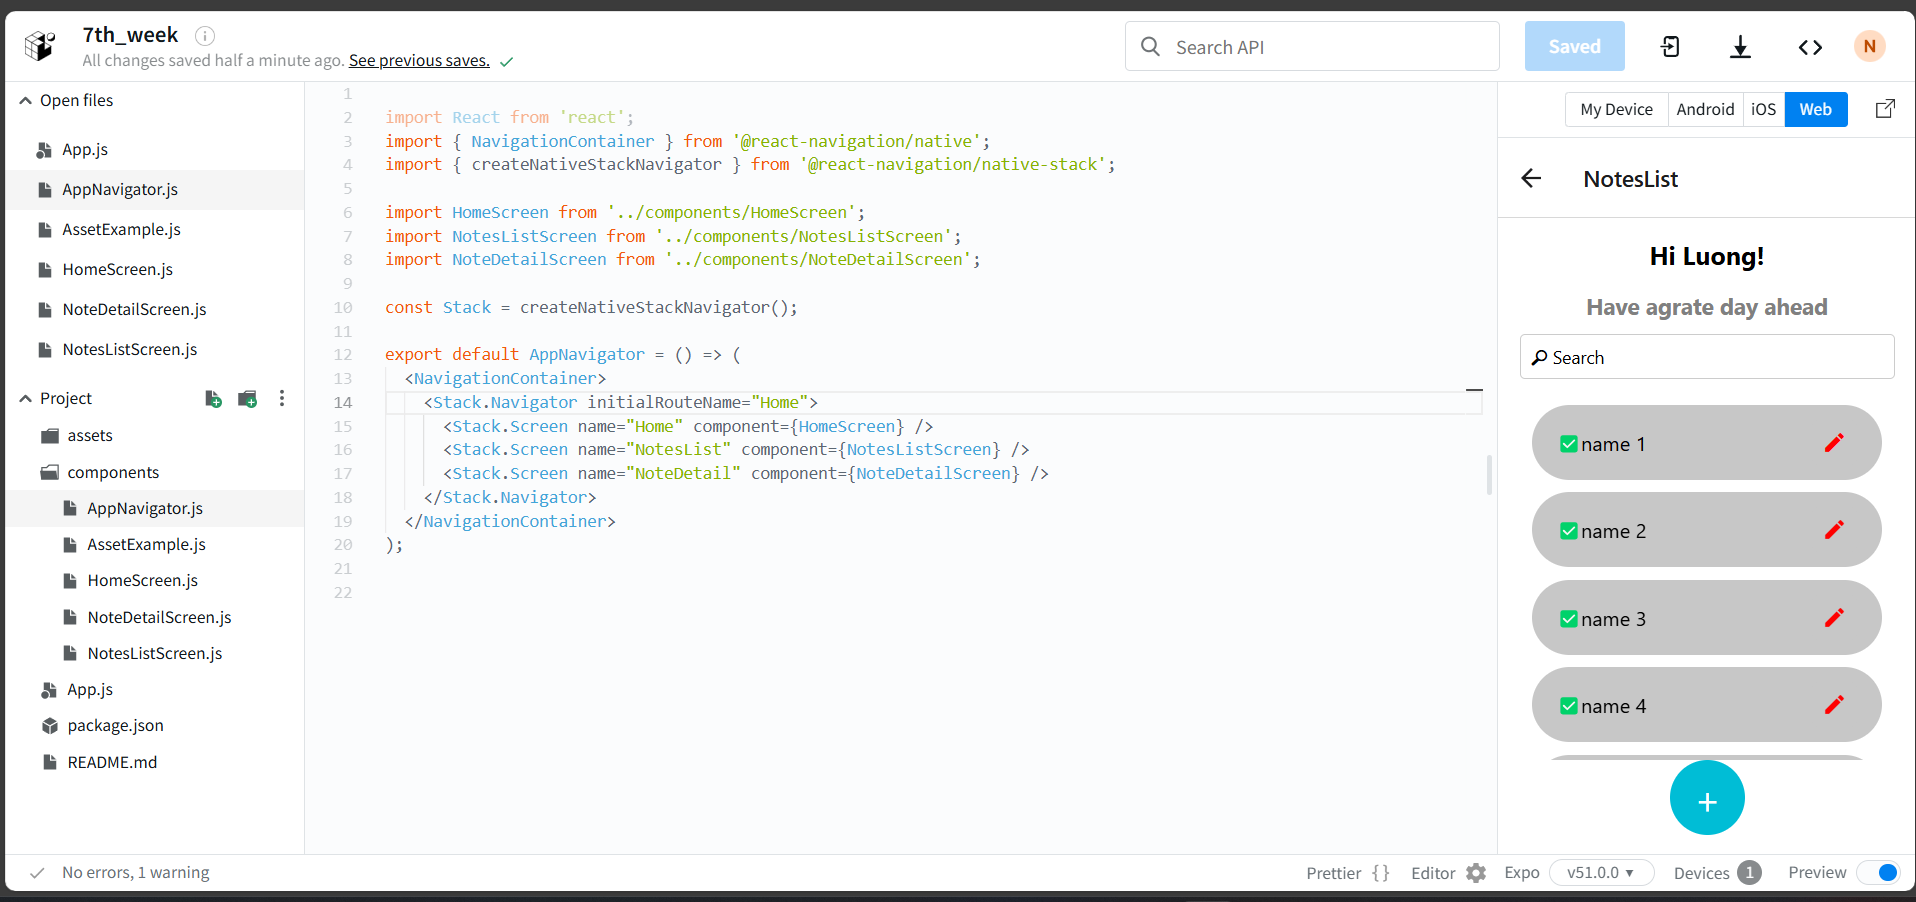 7th_week
All changes saved half a minute ago. See previous saves.
Search API
Saved
N
Open files
App.js
AppNavigator.js
AssetExample.js
HomeScreen.js
NoteDetailScreen.js
NotesListScreen.js
Project
assets
components
AppNavigator.js
AssetExample.js
HomeScreen.js
NoteDetailScreen.js
NotesListScreen.js
App.js
package.json
README.md
1
2 import React from 'react';
3 import { NavigationContainer } from '@react-navigation/native';
4 import { createNativeStackNavigator } from '@react-navigation/native-stack';
5
6 import HomeScreen from '../components/HomeScreen';
7 import NotesListScreen from '../components/NotesListScreen';
8 import NoteDetailScreen from '../components/NoteDetailScreen';
9
10 const Stack = createNativeStackNavigator();
11
12 export default AppNavigator = () => (
13 <NavigationContainer>
14 <Stack.Navigator initialRouteName="Home">
15 <Stack.Screen name="Home" component={HomeScreen} />
16 <Stack.Screen name="NotesList" component={NotesListScreen} />
17 <Stack.Screen name="NoteDetail" component={NoteDetailScreen} />
18 </Stack.Navigator>
19 </NavigationContainer>
20 );
21
22
My Device Android iOS Web
NotesList
Hi Luong!
Have agrate day ahead
Search
name 1
name 2
name 3
name 4
+
No errors, 1 warning
Prettier {} Editor Expo v51.0.0 Devices 1 Preview